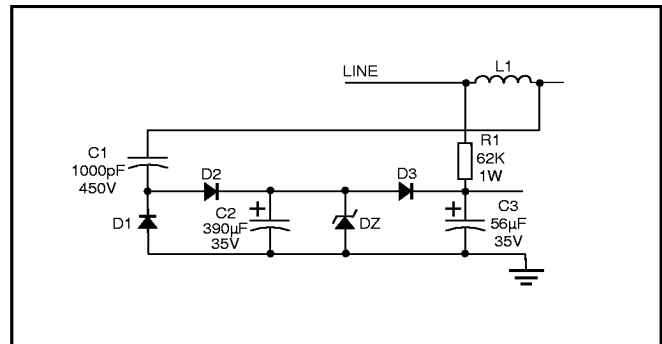 LINE
L1
R1
62K
1W
C1
1000pF
450V
D2
D3
D1
C2
390µF
35V
DZ
C3
56µF
35V